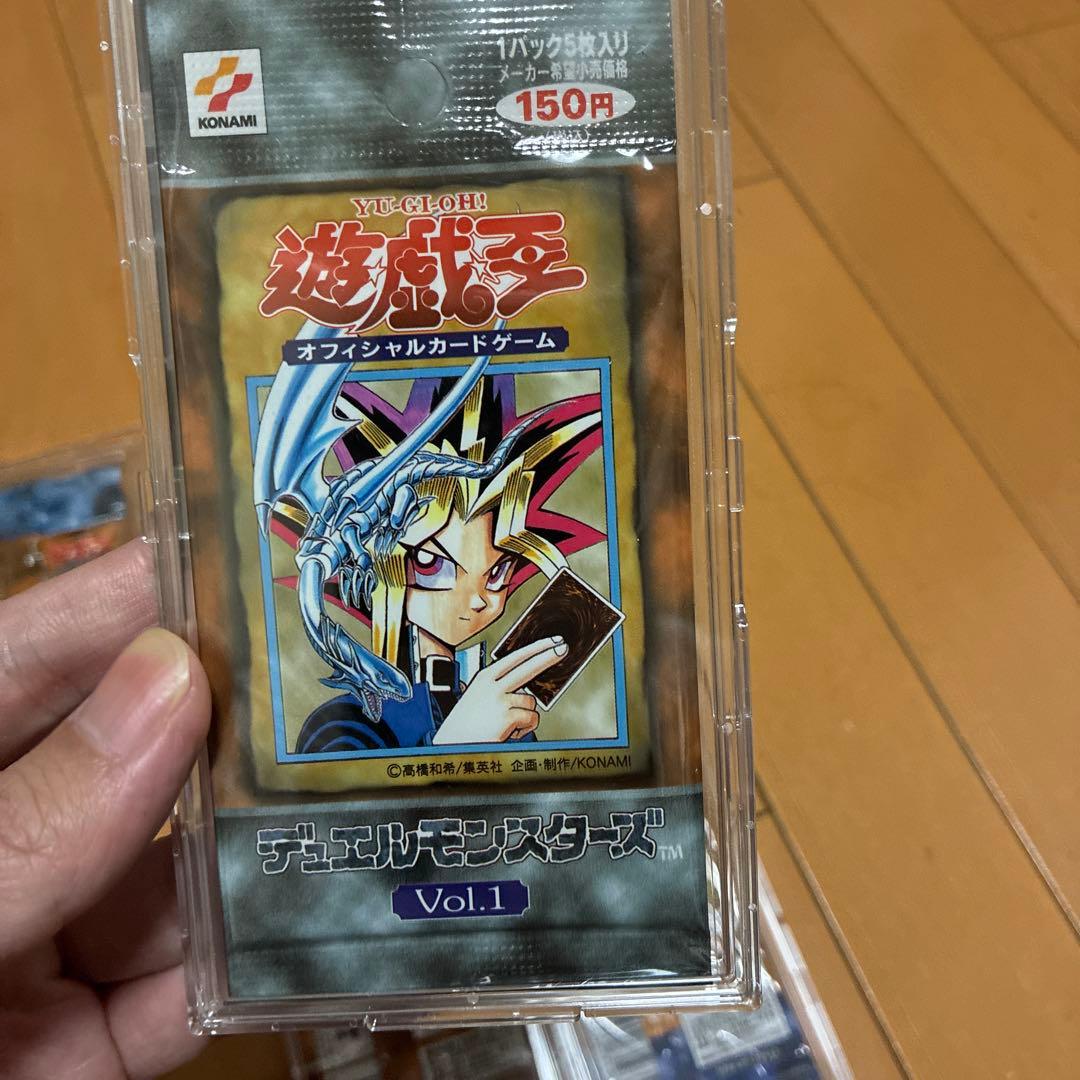 1パック5枚入り
メーカー希望小売価格
150円
KONAMI
YU-GI-OH!
遊戯王
オフィシャルカードゲーム
©高橋和希/集英社 企画・制作/KONAMI
デュエルモンスターズ™
Vol.1